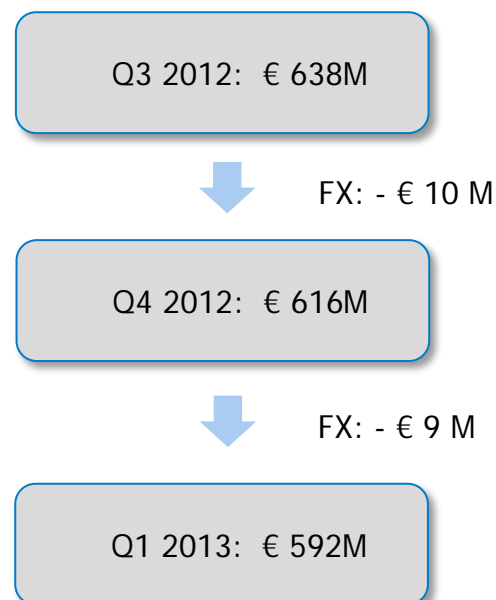 Q3 2012: € 638M
FX: - € 10 M
Q4 2012: € 616M
FX: - € 9 M
Q1 2013: € 592M